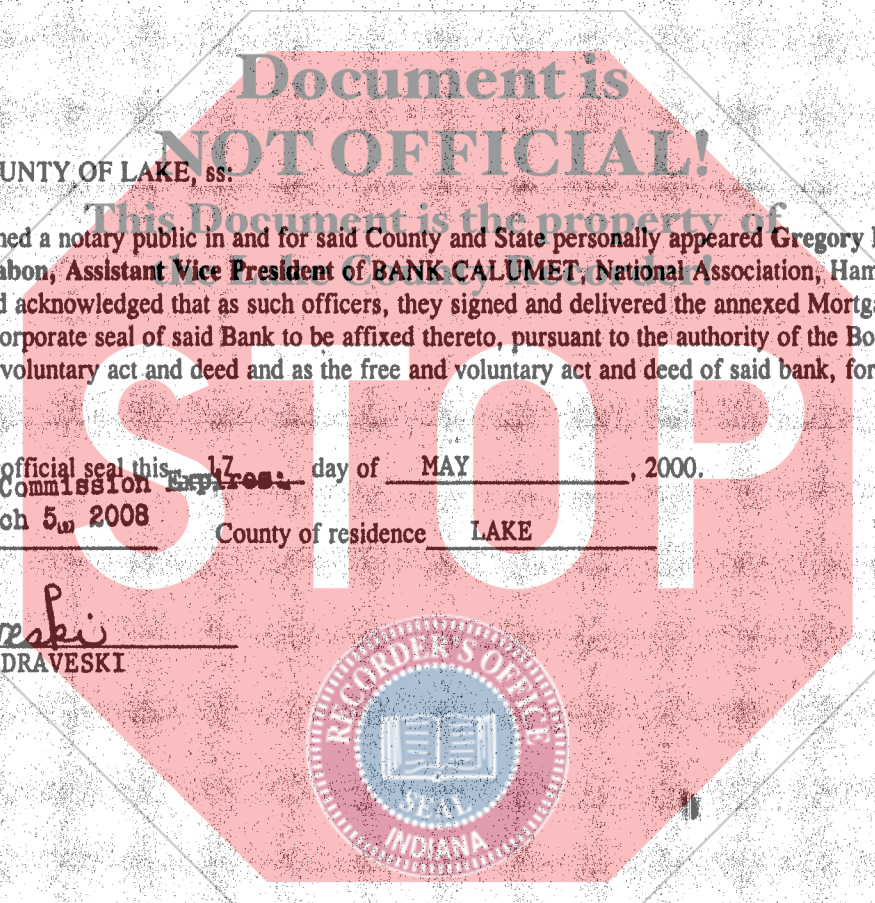 Document is
NOT OFFICIAL!
UNTY OF LAKE, ss:
This Document is the property of
ned a notary public in and for said County and State personally appeared Gregory
abon, Assistant Vice President of BANK CALUMET, National Association, Ham
the Lake County Recorder!
d acknowledged that as such officers, they signed and delivered the annexed Mortga
orporate seal of said Bank to be affixed thereto, pursuant to the authority of the Bo
voluntary act and deed and as the free and voluntary act and deed of said bank, for
STOP
official seal this 17 day of MAY, 2000.
Commission Expires:
ch 5, 2008
County of residence LAKE
reski
DRAVESKI
RECORDER'S OFFICE
SEAL
INDIANA